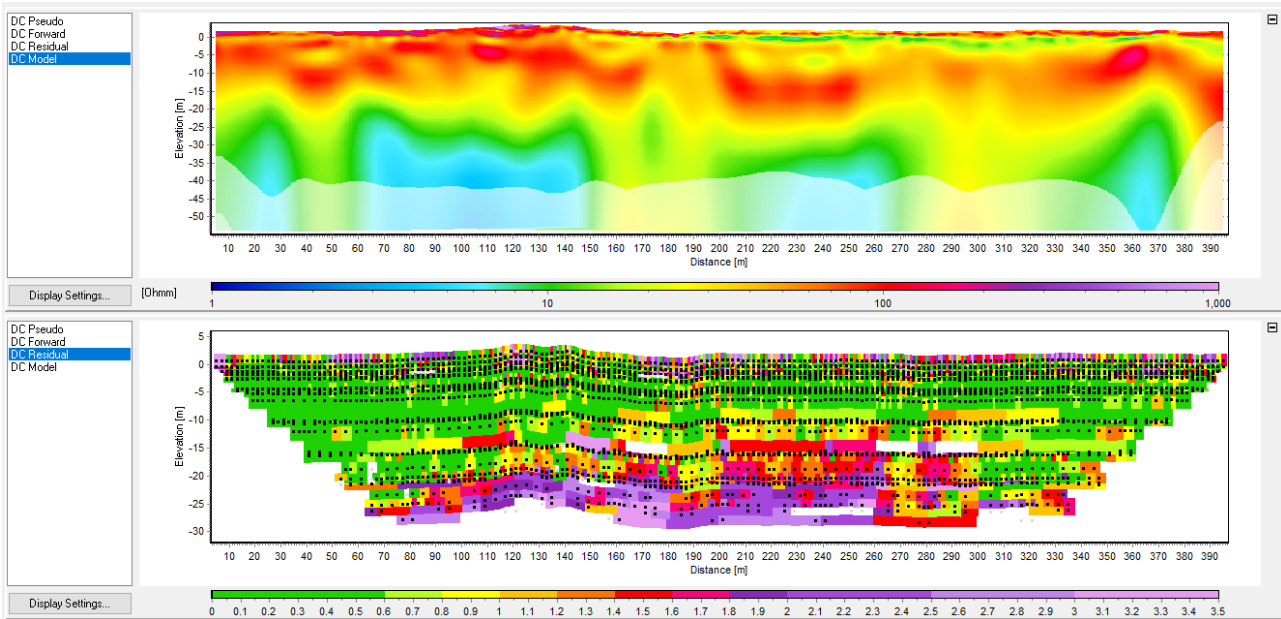 DC Pseudo
DC Forward
DC Residual
DC Model
Display Settings...
Elevation [m]
0
-5
-10
-15
-20
-25
-30
-35
-40
-45
-50
10 20 30 40 50 60 70 80 90 100 110 120 130 140 150 160 170 180 190 200 210 220 230 240 250 260 270 280 290 300 310 320 330 340 350 360 370 380 390
Distance [m]
[Ohmm]
1 10 100 1,000
DC Pseudo
DC Forward
DC Residual
DC Model
Display Settings...
Elevation [m]
5
0
-5
-10
-15
-20
-25
-30
10 20 30 40 50 60 70 80 90 100 110 120 130 140 150 160 170 180 190 200 210 220 230 240 250 260 270 280 290 300 310 320 330 340 350 360 370 380 390
Distance [m]
0 0.1 0.2 0.3 0.4 0.5 0.6 0.7 0.8 0.9 1 1.1 1.2 1.3 1.4 1.5 1.6 1.7 1.8 1.9 2 2.1 2.2 2.3 2.4 2.5 2.6 2.7 2.8 2.9 3 3.1 3.2 3.3 3.4 3.5